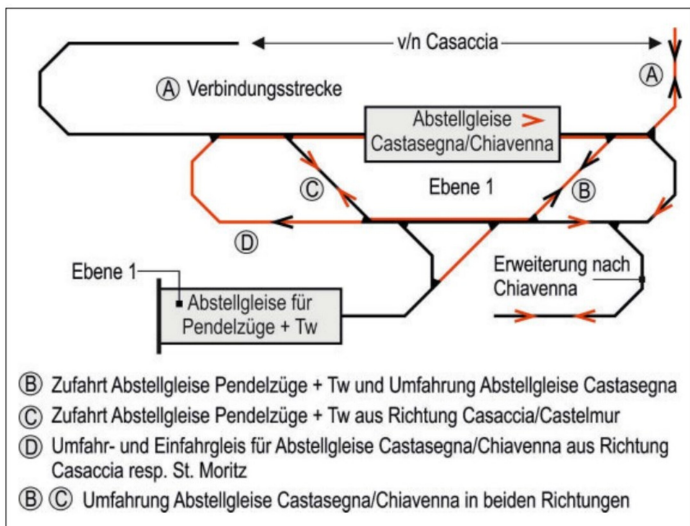 v/n Casaccia
A
A Verbindungsstrecke
Abstellgleise
Castasegna/Chiavenna
C
Ebene 1
B
D
Ebene 1
Erweiterung nach
Chiavenna
Abstellgleise für
Pendelzüge + Tw
B Zufahrt Abstellgleise Pendelzüge + Tw und Umfahrung Abstellgleise Castasegna
C Zufahrt Abstellgleise Pendelzüge + Tw aus Richtung Casaccia/Castelmur
D Umfahr- und Einfahrgleis für Abstellgleise Castasegna/Chiavenna aus Richtung
Casaccia resp. St. Moritz
B C Umfahrung Abstellgleise Castasegna/Chiavenna in beiden Richtungen